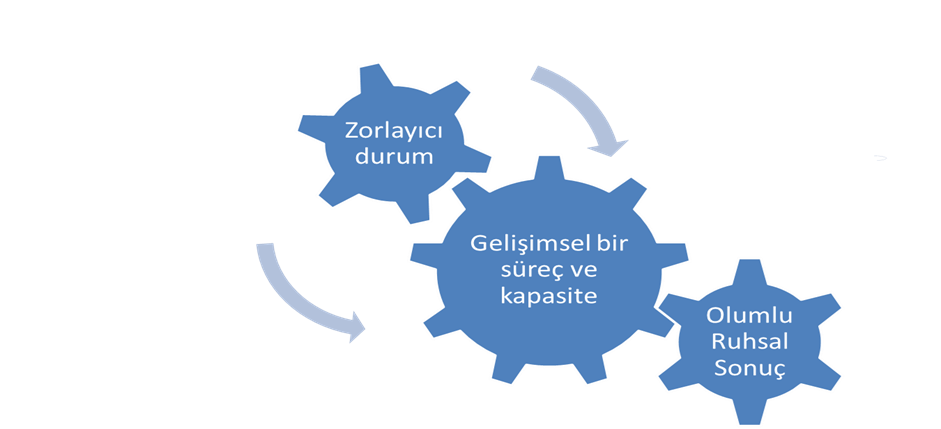 Zorlayıcı
durum
Gelişimsel bir
süreç ve
kapasite
Olumlu
Ruhsal
Sonuç